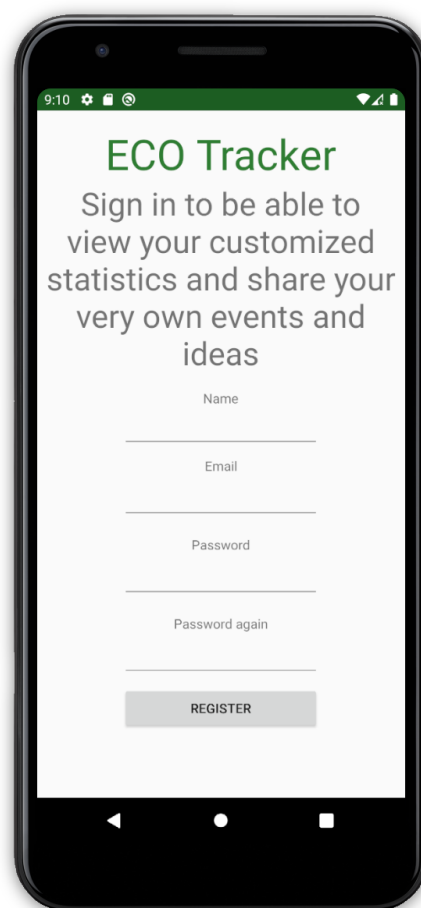 9:10
ECO Tracker
Sign in to be able to
view your customized
statistics and share your
very own events and
ideas
Name
Email
Password
Password again
REGISTER